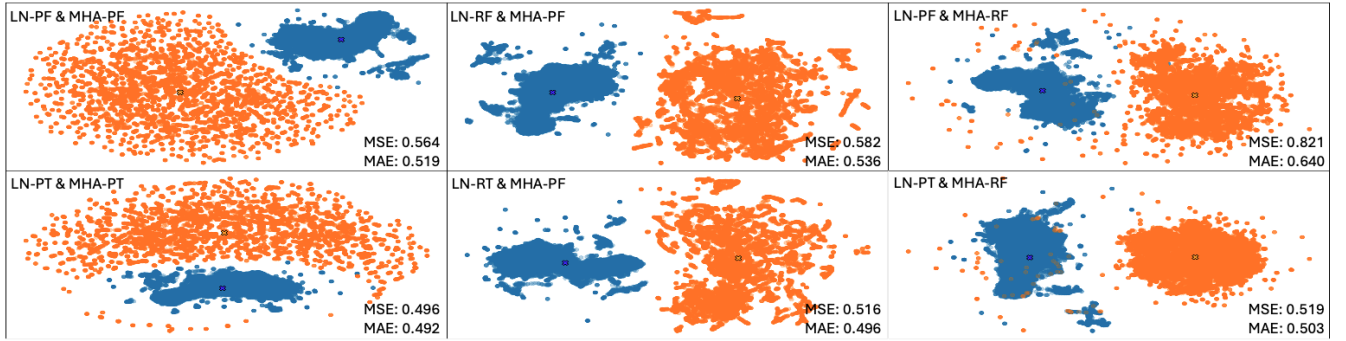 LN-PF & MHA-PF
MSE: 0.564
MAE: 0.519
LN-RF & MHA-PF
MSE: 0.582
MAE: 0.536
LN-PF & MHA-RF
MSE: 0.821
MAE: 0.640
LN-PT & MHA-PT
MSE: 0.496
MAE: 0.492
LN-RT & MHA-PF
MSE: 0.516
MAE: 0.496
LN-PT & MHA-RF
MSE: 0.519
MAE: 0.503